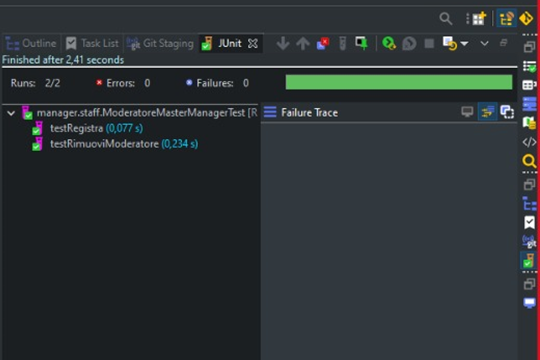 Outline Task List Git Staging JUnit
Finished after 2,41 seconds
Runs: 2/2 Errors: 0 Failures: 0
manager.staff.ModeratoreMasterManagerTest [R
Failure Trace
testRegistra (0,077 s)
testRimuoviModeratore (0,234 s)